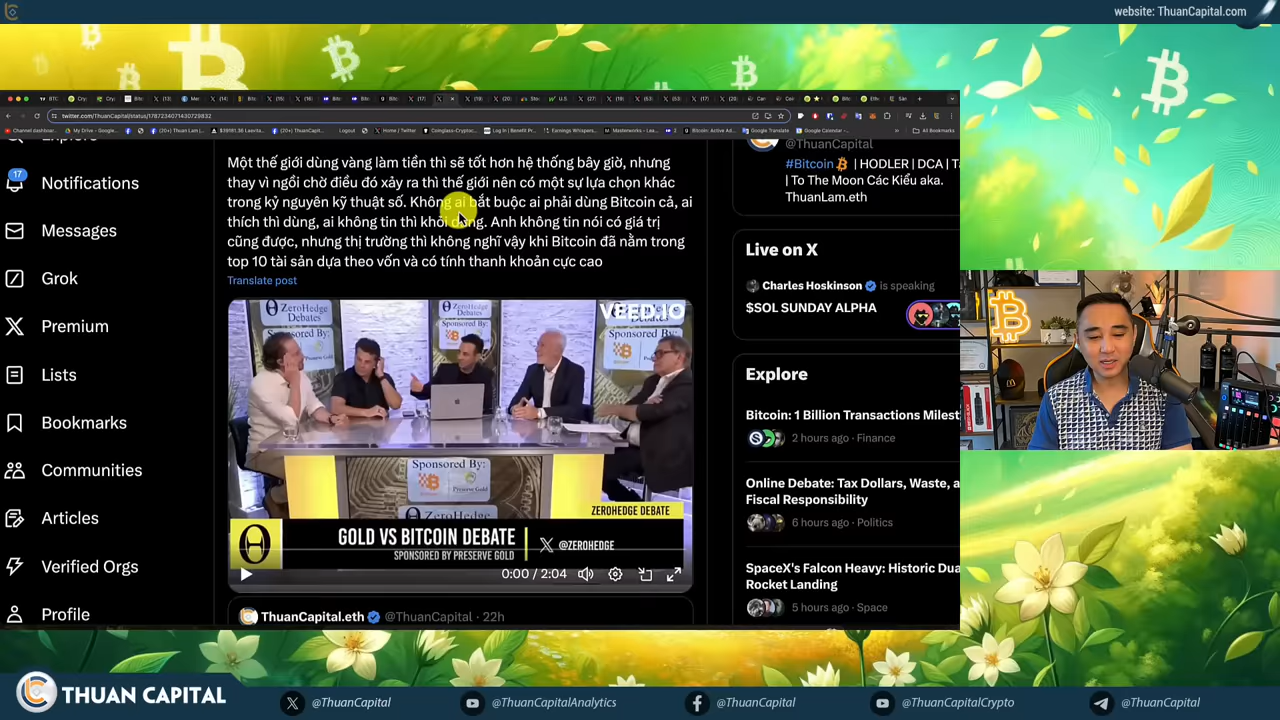 website: ThuanCapital.com
twitter.com/ThuanCapital/status/1787234071430729832
All Bookmarks
Explore
17
Notifications
Messages
Grok
Premium
Lists
Bookmarks
Communities
Articles
Verified Orgs
Profile
Một thế giới dùng vàng làm tiền thì sẽ tốt hơn hệ thống bây giờ, nhưng
thay vì ngồi chờ điều đó xảy ra thì thế giới nên có một sự lựa chọn khác
trong kỷ nguyên kỹ thuật số. Không ai bắt buộc ai phải dùng Bitcoin cả, ai
thích thì dùng, ai không tin thì khỏi dùng. Anh không tin nói có giá trị
cũng được, nhưng thị trường thì không nghĩ vậy khi Bitcoin đã nằm trong
top 10 tài sản dựa theo vốn và có tính thanh khoản cực cao
Translate post
VEED.IO
ZeroHedge
Debates
Sponsored By:
Preserve Gold
ZEROHEDGE DEBATE
GOLD VS BITCOIN DEBATE
SPONSORED BY PRESERVE GOLD
@ZEROHEDGE
0:00 / 2:04
ThuanCapital.eth @ThuanCapital · 22h
@ThuanCapital
#Bitcoin | HODLER | DCA |
| To The Moon Các Kiểu aka.
ThuanLam.eth
Live on X
Charles Hoskinson is speaking
$SOL SUNDAY ALPHA
Explore
Bitcoin: 1 Billion Transactions
2 hours ago · Finance
Online Debate: Tax Dollars, Waste,
Fiscal Responsibility
6 hours ago · Politics
SpaceX's Falcon Heavy: Historic
Rocket Landing
5 hours ago · Space
THUAN CAPITAL
@ThuanCapital
@ThuanCapitalAnalytics
@ThuanCapital
@ThuanCapitalCrypto
@ThuanCapital